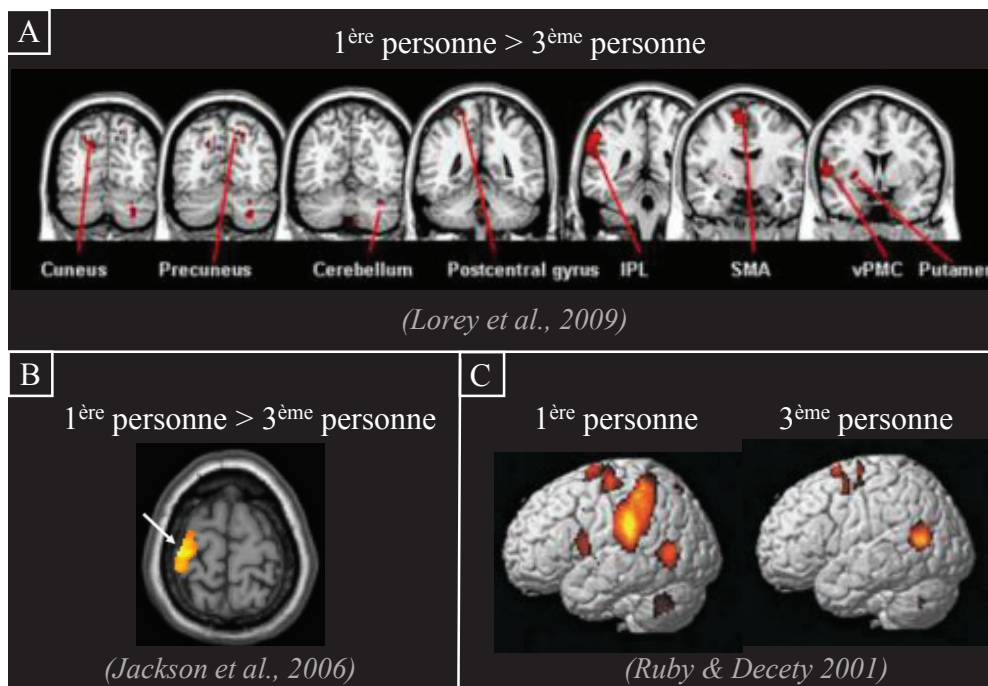 A
1ère personne > 3ème personne
Cuneus Precuneus Cerebellum Postcentral gyrus IPL SMA vPMC Putamen
(Lorey et al., 2009)
B
1ère personne > 3ème personne
(Jackson et al., 2006)
C
1ère personne 3ème personne
(Ruby & Decety 2001)